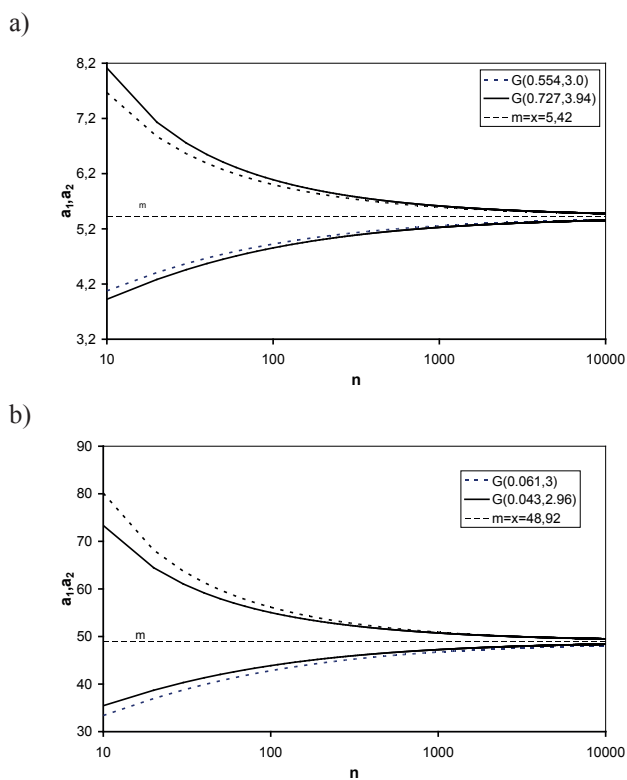 a)
8,2
7,2
6,2
5,2
4,2
3,2
a1,a2
m
G(0.554,3.0)
G(0.727,3.94)
m=x=5,42
10
100
1000
10000
n
b)
90
80
70
60
50
40
30
a1,a2
m
G(0.061,3)
G(0.043,2.96)
m=x=48,92
10
100
1000
10000
n